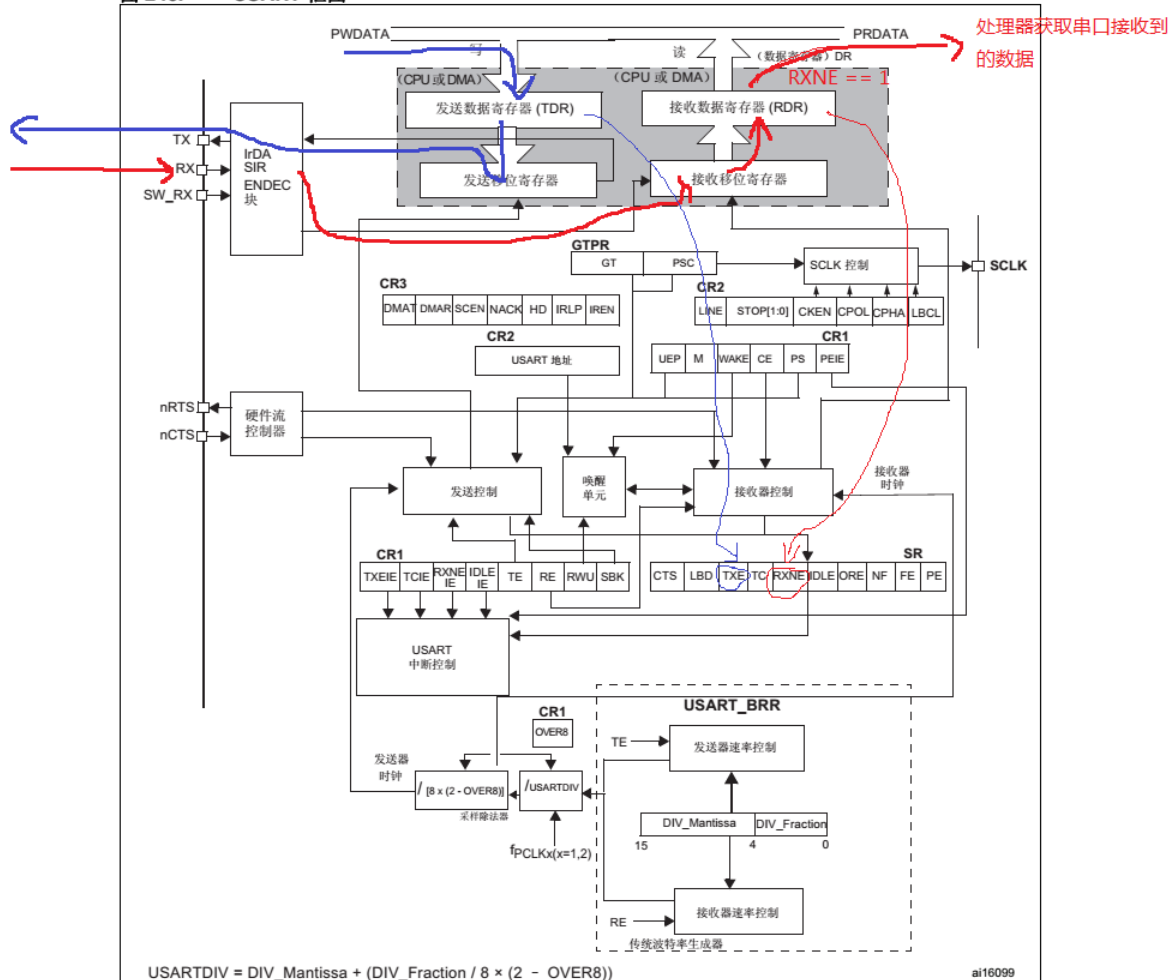 PWDATA
写
读
(数据寄存器) DR
PRDATA
处理器获取串口接收到
的数据
(CPU 或 DMA)
(CPU 或 DMA)
RXNE == 1
发送数据寄存器 (TDR)
接收数据寄存器 (RDR)
TX
RX
SW_RX
IrDA
SIR
ENDEC
块
发送移位寄存器
接收移位寄存器
GTPR
GT PSC
SCLK 控制
SCLK
CR3
DMAT DMAR SCEN NACK HD IRLP IREN
CR2
LINE STOP[1:0] CKEN CPOL CPHA LBCL
CR2
USART 地址
CR1
UEP M WAKE CE PS PEIE
nRTS
nCTS
硬件流
控制器
发送控制
唤醒
单元
接收器控制
接收器
时钟
CR1
TXEIE TCIE RXNE IE IDLE IE TE RE RWU SBK
SR
CTS LBD TXE TC RXNE IDLE ORE NF FE PE
USART
中断控制
USART_BRR
CR1
OVER8
TE
发送器速率控制
发送器
时钟
/ [8 x (2 - OVER8)]
/USARTDIV
采样除法器
DIV_Mantissa DIV_Fraction
15 4 0
fPCLKx(x=1,2)
接收器速率控制
RE
传统波特率生成器
USARTDIV = DIV_Mantissa + (DIV_Fraction / 8 × (2 - OVER8))
ai16099